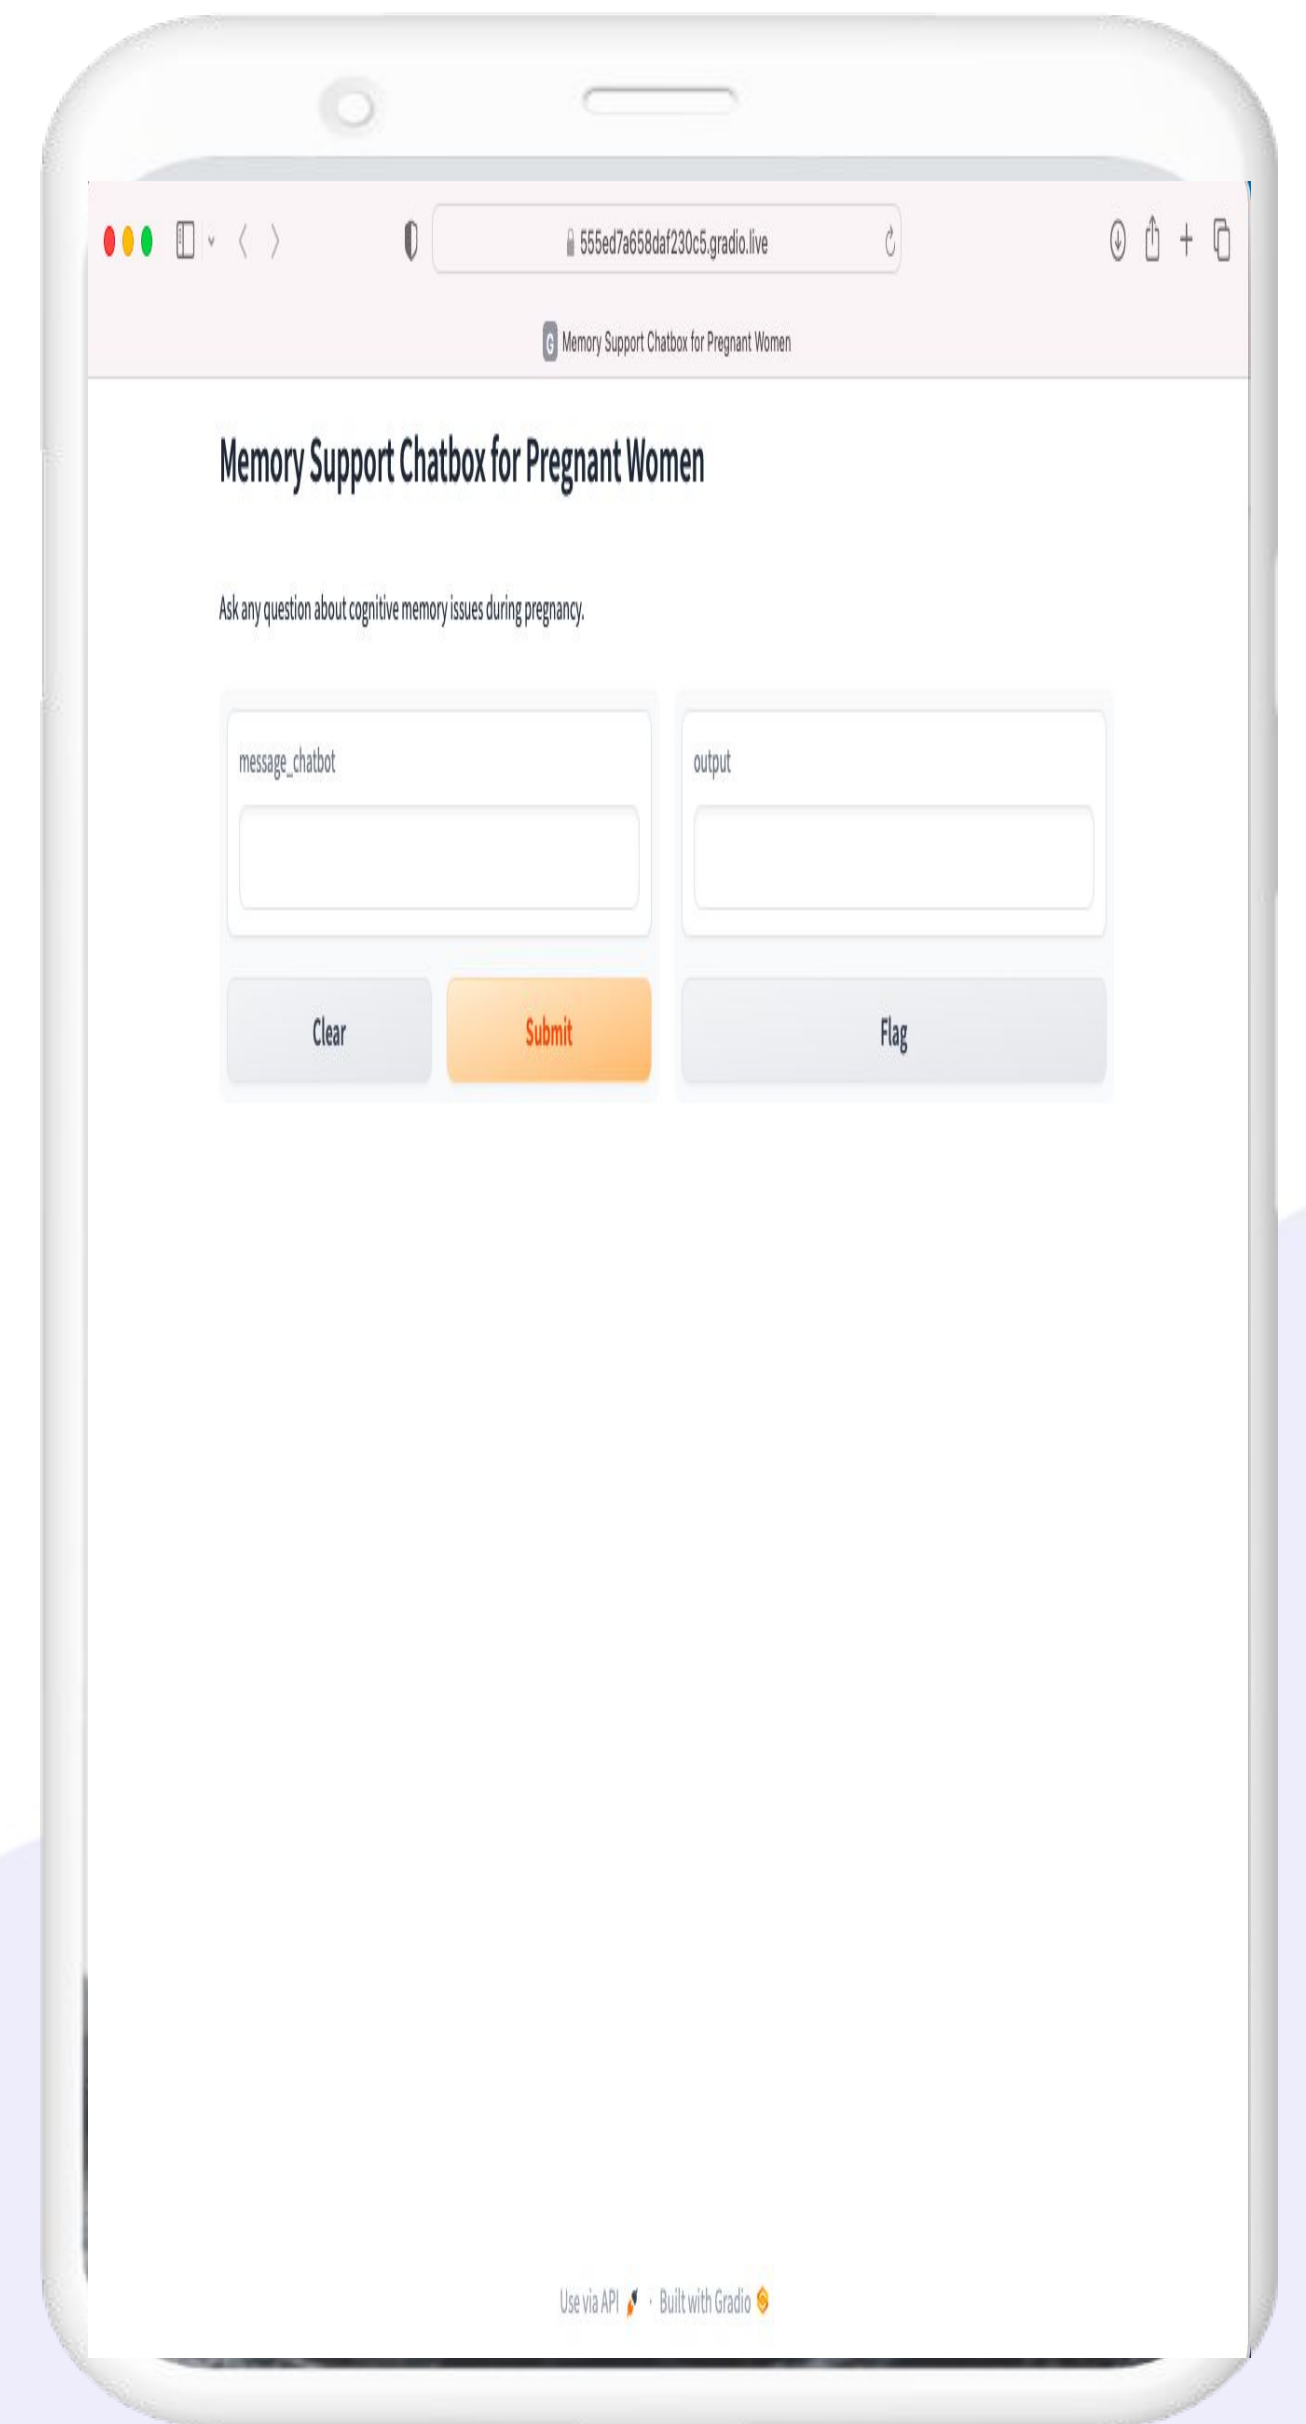 555ed7a658daf230c5.gradio.live
G Memory Support Chatbox for Pregnant Women
Memory Support Chatbox for Pregnant Women
Ask any question about cognitive memory issues during pregnancy.
message_chatbot
output
Clear
Submit
Flag
Use via API · Built with Gradio